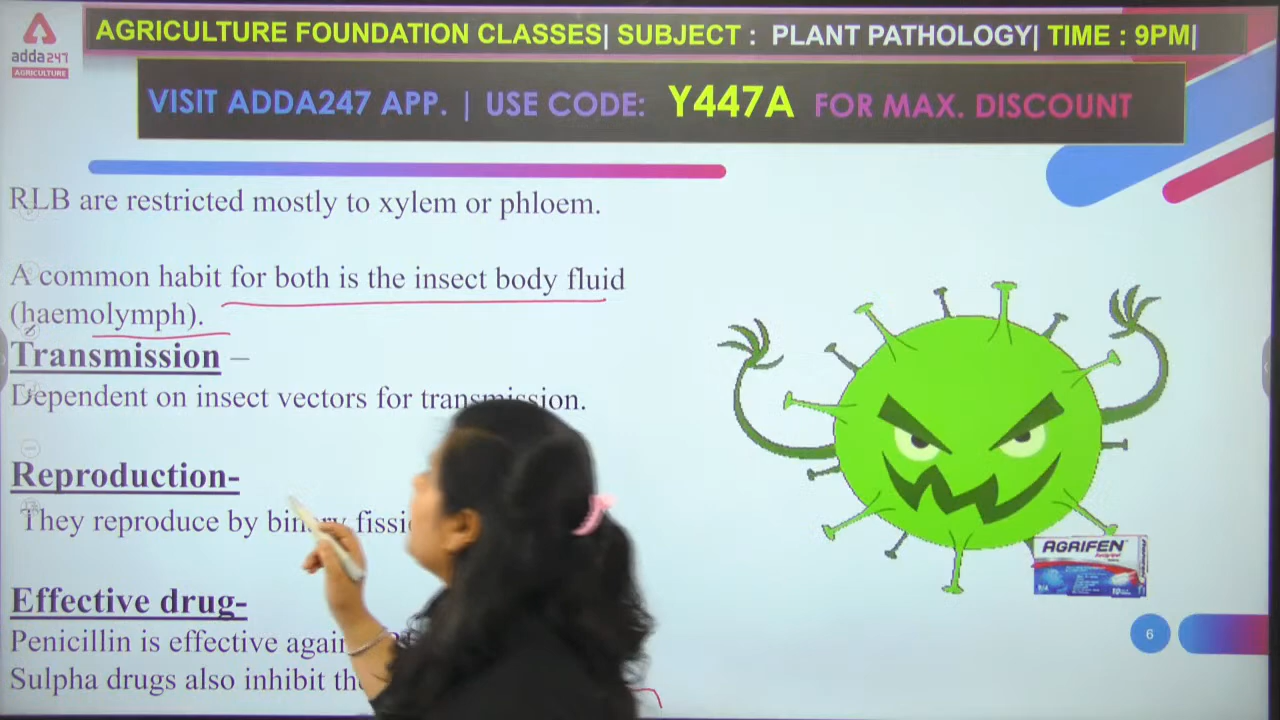 adda247
AGRICULTURE
AGRICULTURE FOUNDATION CLASSES| SUBJECT : PLANT PATHOLOGY| TIME : 9PM|
VISIT ADDA247 APP. | USE CODE: Y447A FOR MAX. DISCOUNT
RLB are restricted mostly to xylem or phloem.
A common habit for both is the insect body fluid
(haemolymph).
Transmission –
Dependent on insect vectors for transmission.
Reproduction-
They reproduce by binary
Effective drug-
Penicillin is effective
Sulpha drugs also inhibit
AGRIFEN
6